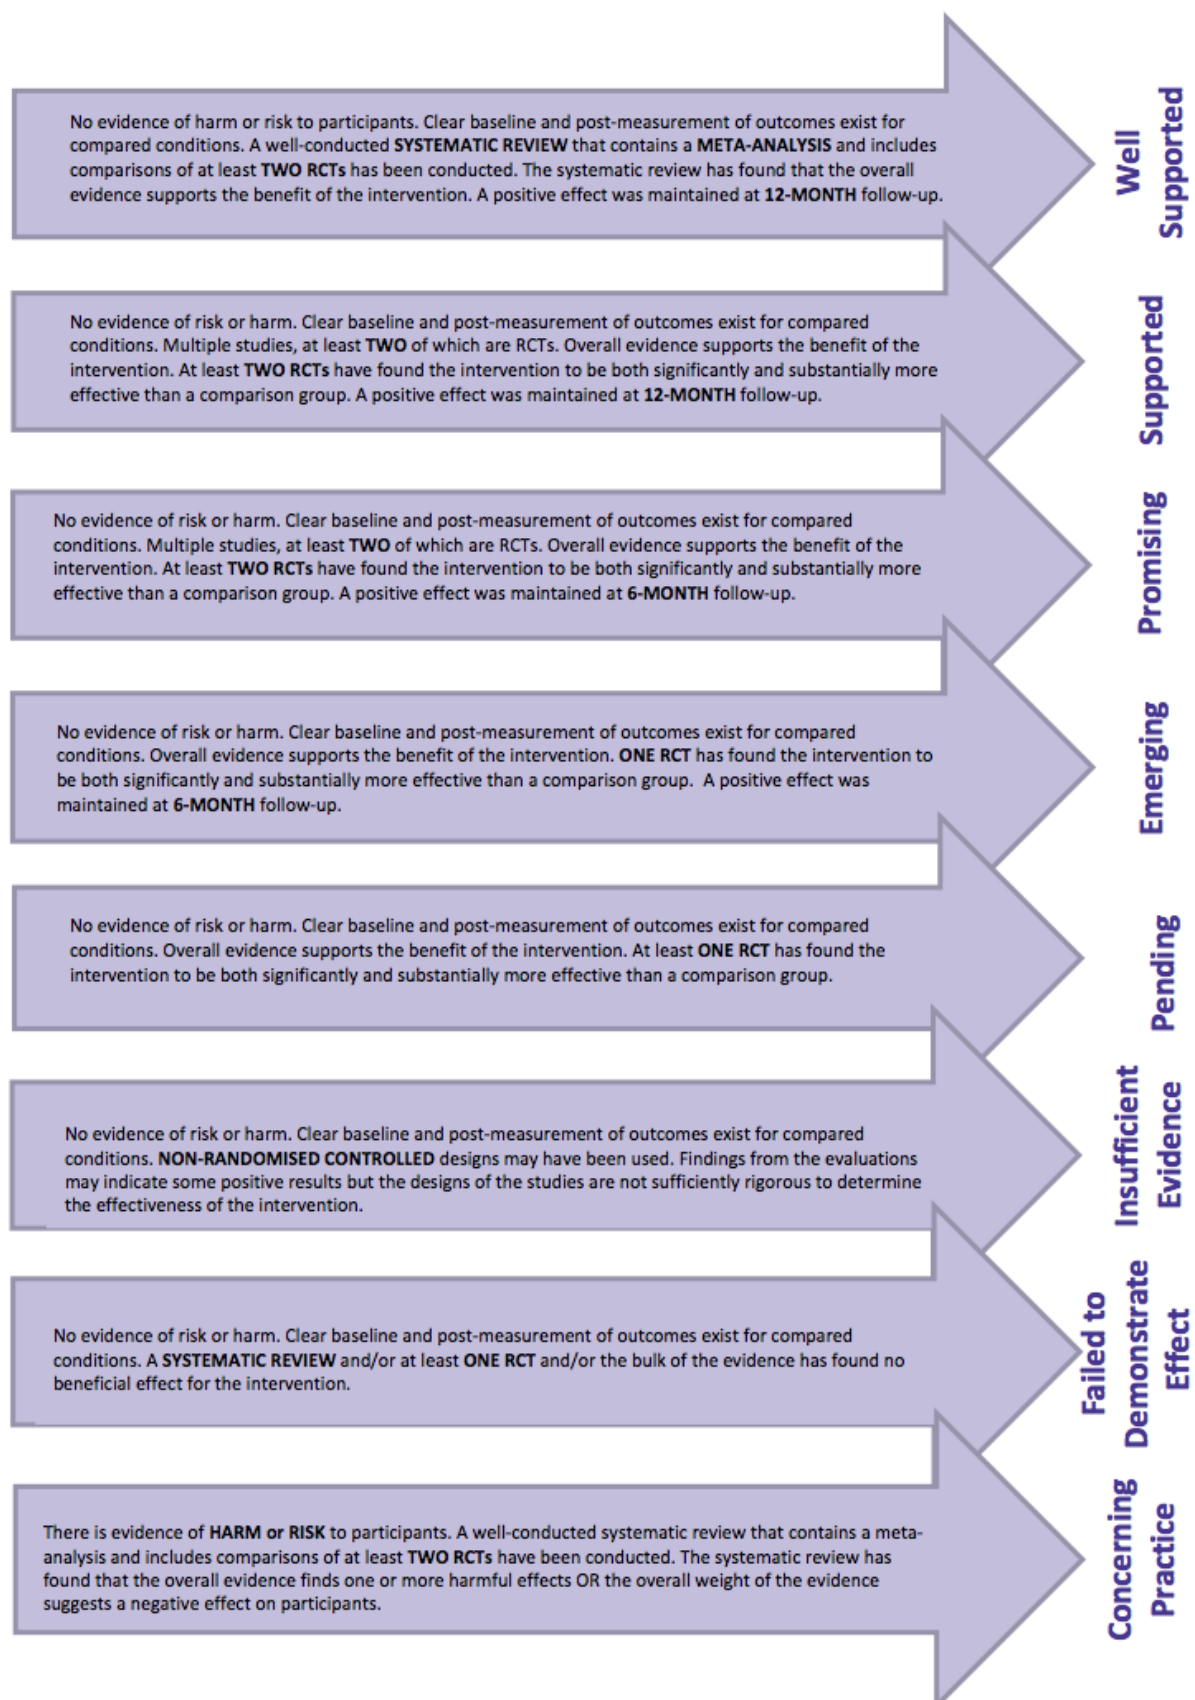 No evidence of harm or risk to participants. Clear baseline and post-measurement of outcomes exist for
compared conditions. A well-conducted SYSTEMATIC REVIEW that contains a META-ANALYSIS and includes
comparisons of at least TWO RCTs has been conducted. The systematic review has found that the overall
evidence supports the benefit of the intervention. A positive effect was maintained at 12-MONTH follow-up.
Well
Supported
No evidence of risk or harm. Clear baseline and post-measurement of outcomes exist for compared
conditions. Multiple studies, at least TWO of which are RCTs. Overall evidence supports the benefit of the
intervention. At least TWO RCTs have found the intervention to be both significantly and substantially more
effective than a comparison group. A positive effect was maintained at 12-MONTH follow-up.
Supported
No evidence of risk or harm. Clear baseline and post-measurement of outcomes exist for compared
conditions. Multiple studies, at least TWO of which are RCTs. Overall evidence supports the benefit of the
intervention. At least TWO RCTs have found the intervention to be both significantly and substantially more
effective than a comparison group. A positive effect was maintained at 6-MONTH follow-up.
Promising
No evidence of risk or harm. Clear baseline and post-measurement of outcomes exist for compared
conditions. Overall evidence supports the benefit of the intervention. ONE RCT has found the intervention to
be both significantly and substantially more effective than a comparison group. A positive effect was
maintained at 6-MONTH follow-up.
Emerging
No evidence of risk or harm. Clear baseline and post-measurement of outcomes exist for compared
conditions. Overall evidence supports the benefit of the intervention. At least ONE RCT has found the
intervention to be both significantly and substantially more effective than a comparison group.
Pending
No evidence of risk or harm. Clear baseline and post-measurement of outcomes exist for compared
conditions. NON-RANDOMISED CONTROLLED designs may have been used. Findings from the evaluations
may indicate some positive results but the designs of the studies are not sufficiently rigorous to determine
the effectiveness of the intervention.
Insufficient
Evidence
No evidence of risk or harm. Clear baseline and post-measurement of outcomes exist for compared
conditions. A SYSTEMATIC REVIEW and/or at least ONE RCT and/or the bulk of the evidence has found no
beneficial effect for the intervention.
Failed to
Demonstrate
Effect
There is evidence of HARM or RISK to participants. A well-conducted systematic review that contains a meta-
analysis and includes comparisons of at least TWO RCTs have been conducted. The systematic review has
found that the overall evidence finds one or more harmful effects OR the overall weight of the evidence
suggests a negative effect on participants.
Concerning
Practice